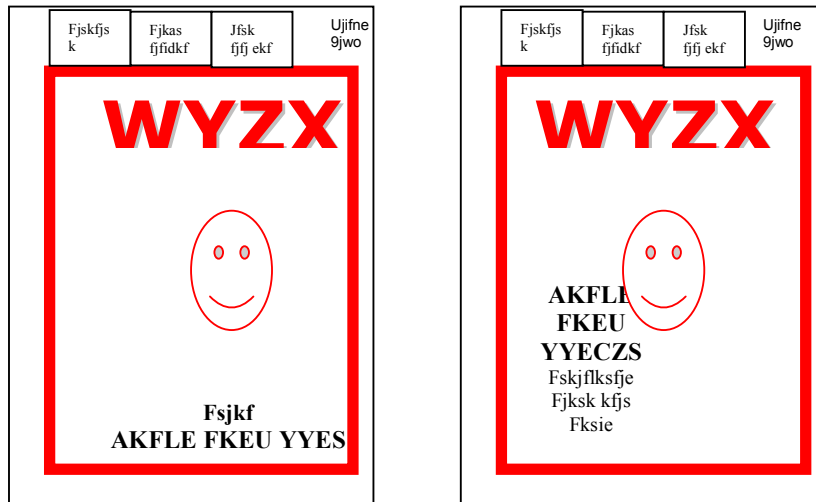 Fjskfjs
k
Fjkas
fjfidkf
Jfsk
fjfj ekf
Ujifne
9jwo
WYZX
Fsjkf
AKFLE FKEU YYES
Fjskfjs
k
Fjkas
fjfidkf
Jfsk
fjfj ekf
Ujifne
9jwo
WYZX
AKFLE
FKEU
YYECZS
Fskjflksfje
Fjksk kfjs
Fksie